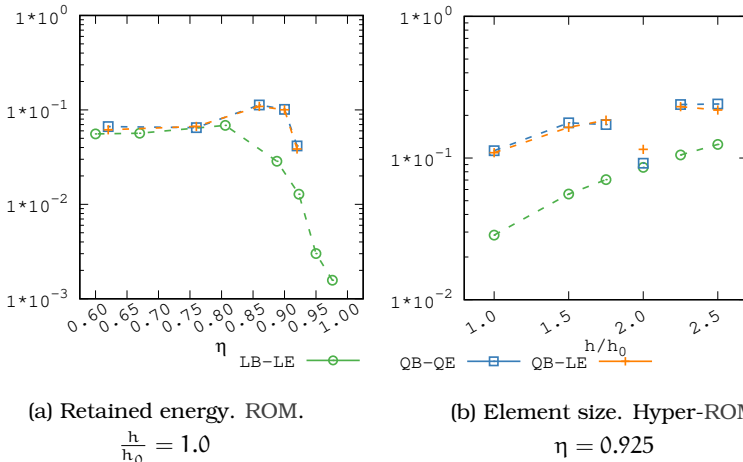 1*10^0
1*10^-1
1*10^-2
1*10^-3
0.60 0.65 0.70 0.75 0.80 0.85 0.90 0.95 1.00
η
1*10^0
1*10^-1
1*10^-2
1.0 1.5 2.0 2.5
h/h_0
LB-LE QB-QE QB-LE
(a) Retained energy. ROM.
h/h_0 = 1.0
(b) Element size. Hyper-ROM
η = 0.925